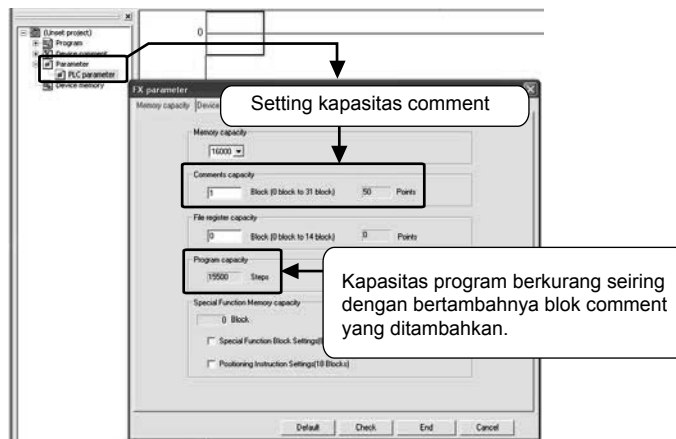 (Unset project)
Program
Device comment
Parameter
PLC parameter
Device memory
0
FX parameter
Memory capacity
Device
Setting kapasitas comment
Memory capacity
16000
Comments capacity
1 Block (0 block to 31 block) 50 Points
File register capacity
0 Block (0 block to 14 block) 0 Points
Program capacity
15500 Steps
Kapasitas program berkurang seiring
dengan bertambahnya blok comment
yang ditambahkan.
Special Function Memory capacity
0 Block
Special Function Block Settings(
Positioning Instruction Settings(18 Blocks)
Default Check End Cancel